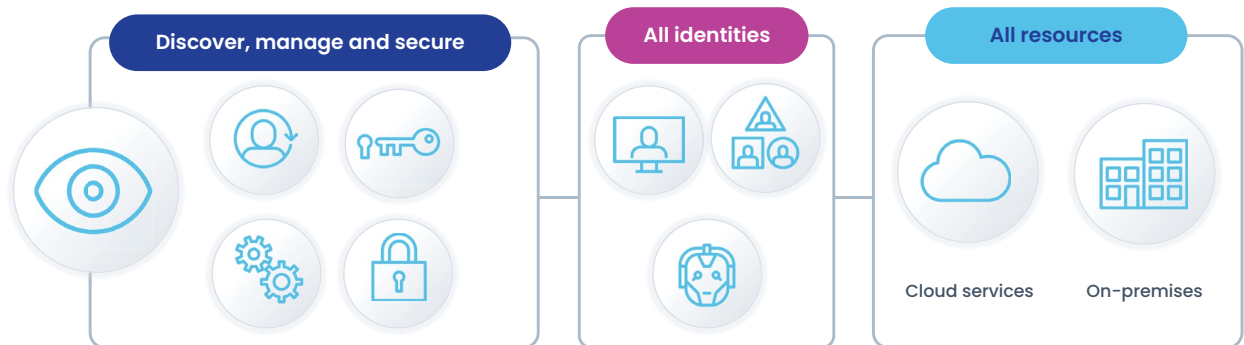 Discover, manage and secure
All identities
All resources
Cloud services
On-premises